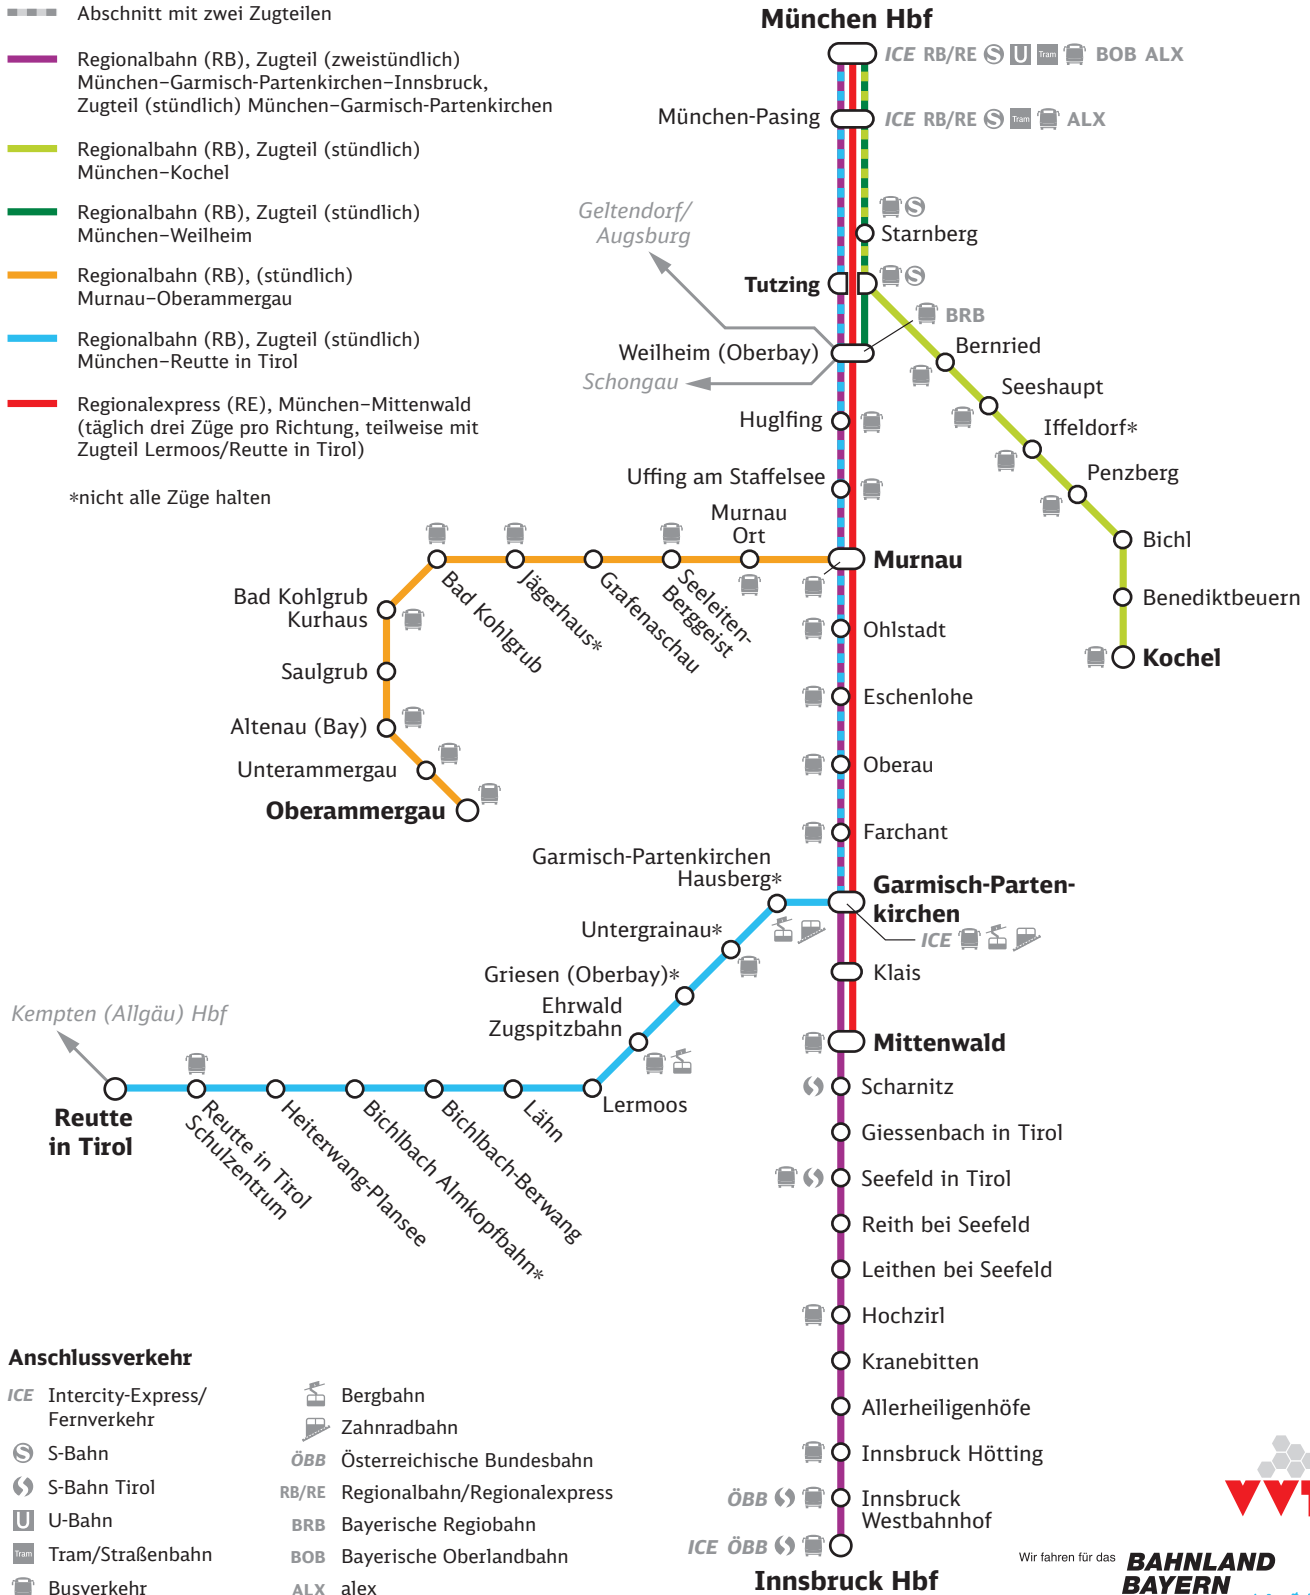 Abschnitt mit zwei Zugteilen
Regionalbahn (RB), Zugteil (zweistündlich)
München–Garmisch-Partenkirchen–Innsbruck,
Zugteil (stündlich) München–Garmisch-Partenkirchen
Regionalbahn (RB), Zugteil (stündlich)
München–Kochel
Regionalbahn (RB), Zugteil (stündlich)
München–Weilheim
Regionalbahn (RB), (stündlich)
Murnau–Oberammergau
Regionalbahn (RB), Zugteil (stündlich)
München–Reutte in Tirol
Regionalexpress (RE), München–Mittenwald
(täglich drei Züge pro Richtung, teilweise mit
Zugteil Lermoos/Reutte in Tirol)
*nicht alle Züge halten
München Hbf
ICE RB/RE S U Tram BOB ALX
München-Pasing
ICE RB/RE S Tram ALX
Geltendorf/
Augsburg
S
Starnberg
Tutzing
S
BRB
Weilheim (Oberbay)
Schongau
Bernried
Seeshaupt
Iffeldorf*
Penzberg
Bichl
Benediktbeuern
Kochel
Huglfing
Uffing am Staffelsee
Murnau
Ort
Murnau
Seeleiten-
Berggeist
Grafenaschau
Jägerhaus*
Bad Kohlgrub
Bad Kohlgrub
Kurhaus
Saulgrub
Altenau (Bay)
Unterammergau
Oberammergau
Ohlstadt
Eschenlohe
Oberau
Farchant
Garmisch-Parten-
kirchen
ICE
Garmisch-Partenkirchen
Hausberg*
Untergrainau*
Griesen (Oberbay)*
Ehrwald
Zugspitzbahn
Lermoos
Lähn
Bichlbach-Berwang
Bichlbach Almkopfbahn*
Heiterwang-Plansee
Reutte in Tirol
Schulzentrum
Reutte
in Tirol
Kempten (Allgäu) Hbf
Klais
Mittenwald
Scharnitz
Giessenbach in Tirol
Seefeld in Tirol
Reith bei Seefeld
Leithen bei Seefeld
Hochzirl
Kranebitten
Allerheiligenhöfe
Innsbruck Hötting
ÖBB
Innsbruck
Westbahnhof
ICE ÖBB
Innsbruck Hbf
Anschlussverkehr
ICE Intercity-Express/
Fernverkehr
S S-Bahn
S-Bahn Tirol
U U-Bahn
Tram Tram/Straßenbahn
Busverkehr
Bergbahn
Zahnradbahn
ÖBB Österreichische Bundesbahn
RB/RE Regionalbahn/Regionalexpress
BRB Bayerische Regiobahn
BOB Bayerische Oberlandbahn
ALX alex
VVT
Wir fahren für das BAHNLAND
BAYERN